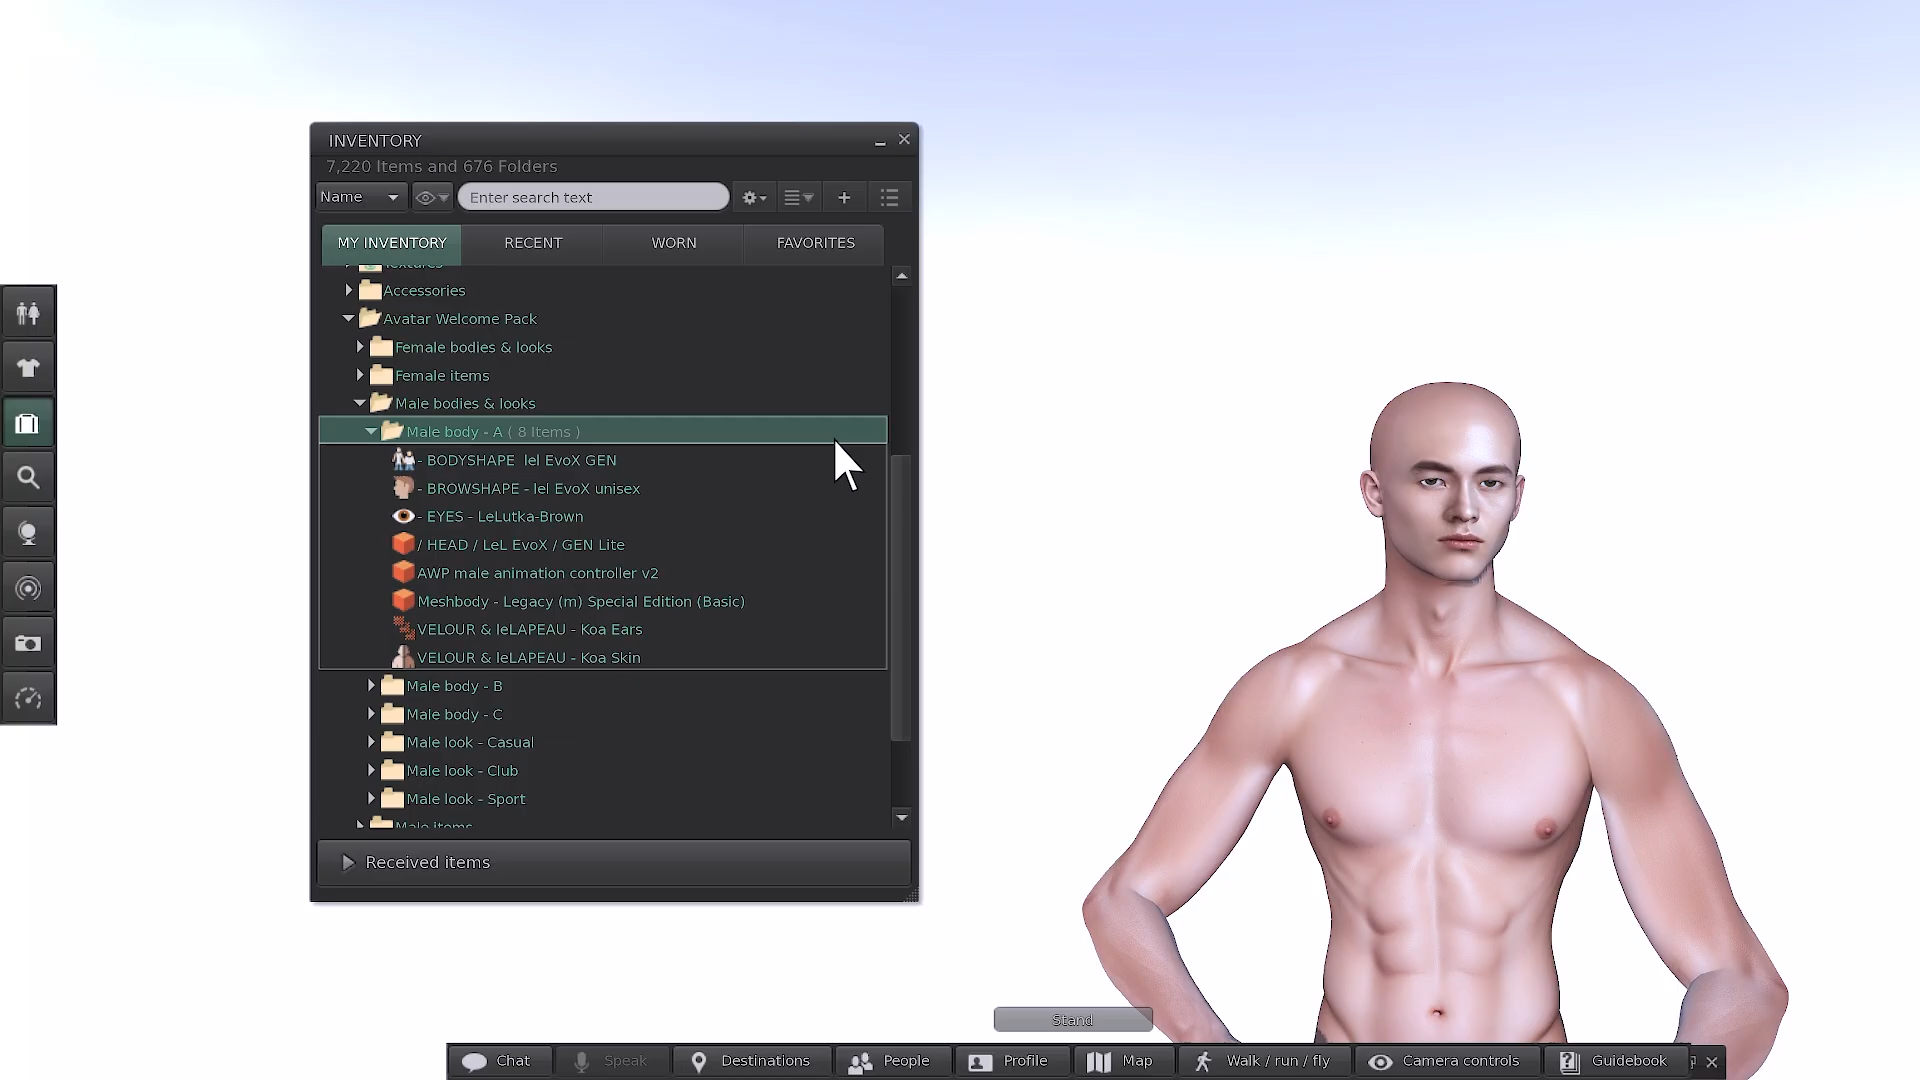 INVENTORY
7,220 Items and 676 Folders
Name
Enter search text
MY INVENTORY
RECENT
WORN
FAVORITES
Textures
Accessories
Avatar Welcome Pack
Female bodies & looks
Female items
Male bodies & looks
Male body - A ( 8 Items )
- BODYSHAPE  lel EvoX GEN
- BROWSHAPE - lel EvoX unisex
- EYES - LeLutka-Brown
/ HEAD / LeL EvoX / GEN Lite
AWP male animation controller v2
Meshbody - Legacy (m) Special Edition (Basic)
VELOUR & leLAPEAU - Koa Ears
VELOUR & leLAPEAU - Koa Skin
Male body - B
Male body - C
Male look - Casual
Male look - Club
Male look - Sport
Male items
Received items
Stand
Chat
Speak
Destinations
People
Profile
Map
Walk / run / fly
Camera controls
Guidebook